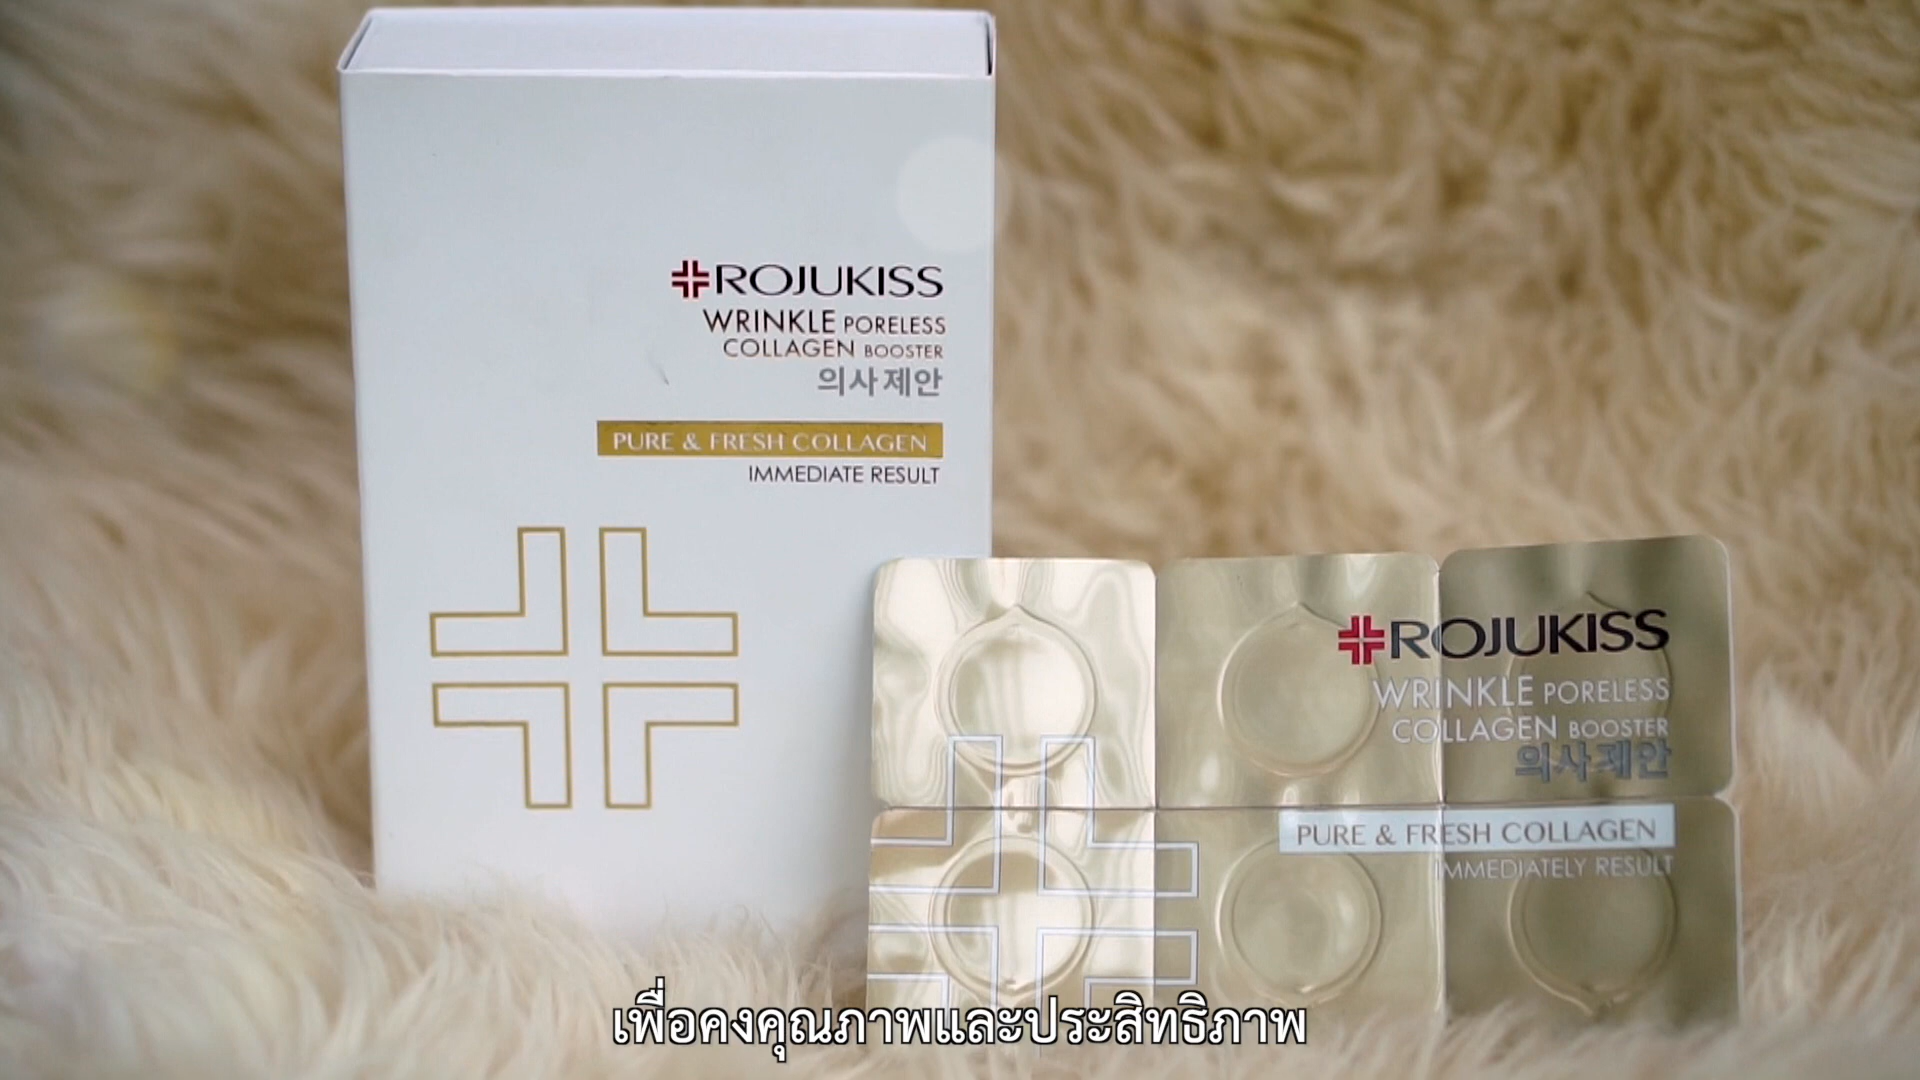 ROJUKISS
WRINKLE PORELESS
COLLAGEN BOOSTER
의사제안
PURE & FRESH COLLAGEN
IMMEDIATE RESULT
ROJUKISS
WRINKLE PORELESS
COLLAGEN BOOSTER
의사제안
PURE & FRESH COLLAGEN
IMMEDIATELY RESULT
เพื่อคงคุณภาพและประสิทธิภาพ